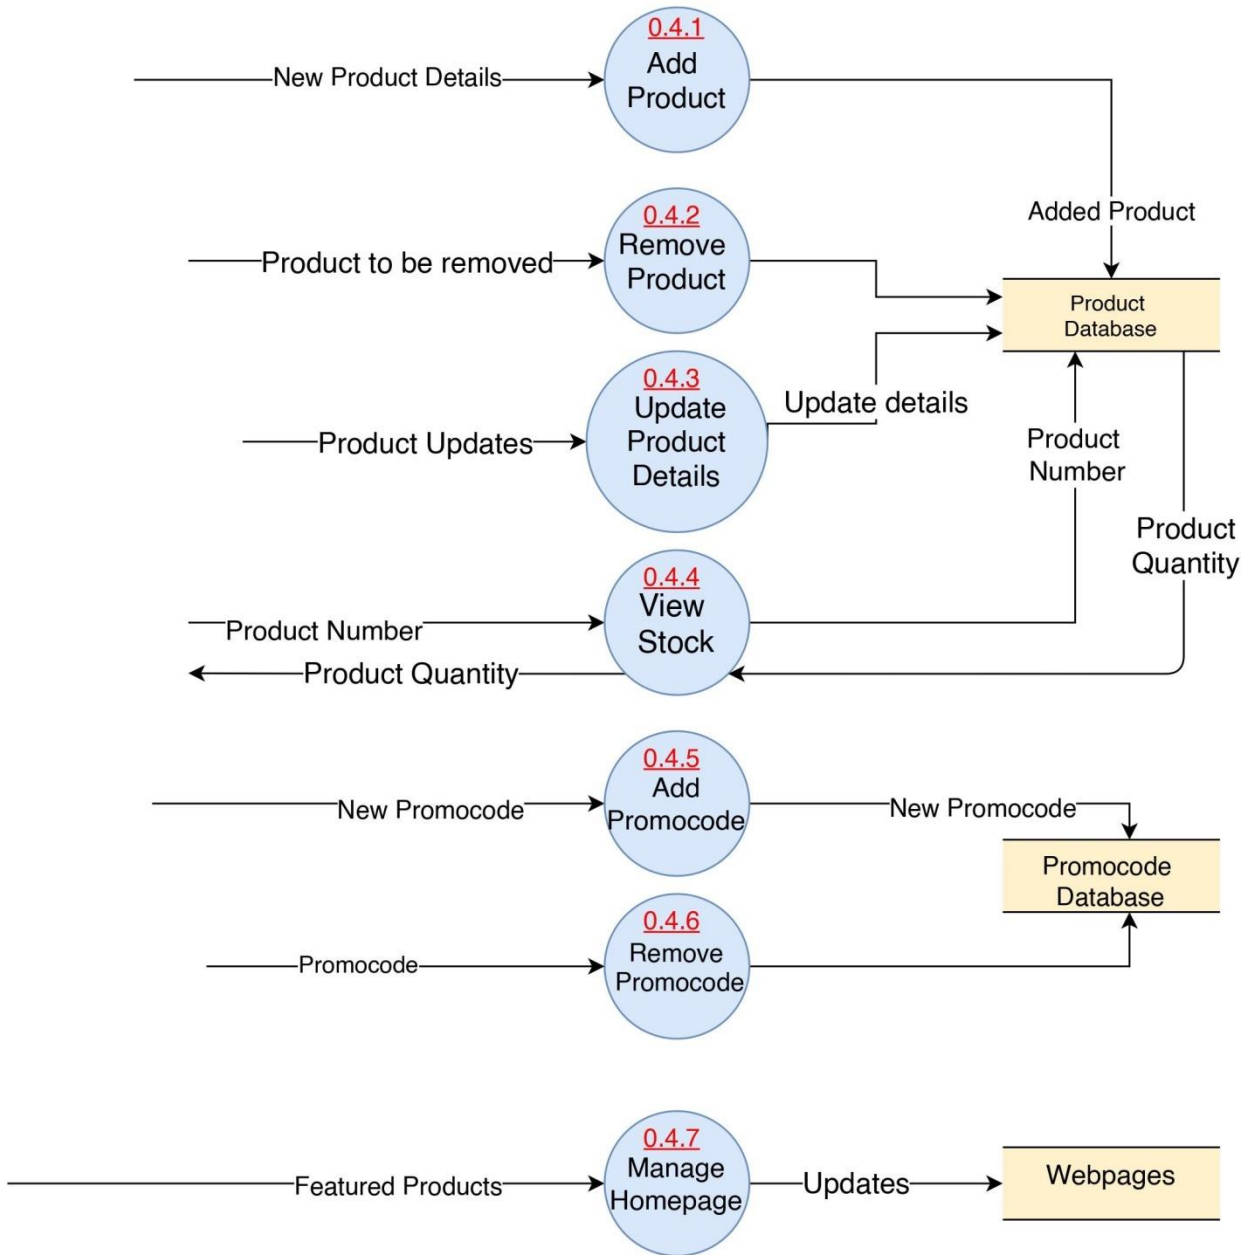 0.4.1
Add
Product
New Product Details
Added Product
0.4.2
Remove
Product
Product to be removed
Product
Database
0.4.3
Update
Product
Details
Product Updates
Update details
Product
Number
Product
Quantity
0.4.4
View
Stock
Product Number
Product Quantity
0.4.5
Add
Promocode
New Promocode
New Promocode
Promocode
Database
0.4.6
Remove
Promocode
Promocode
0.4.7
Manage
Homepage
Featured Products
Updates
Webpages